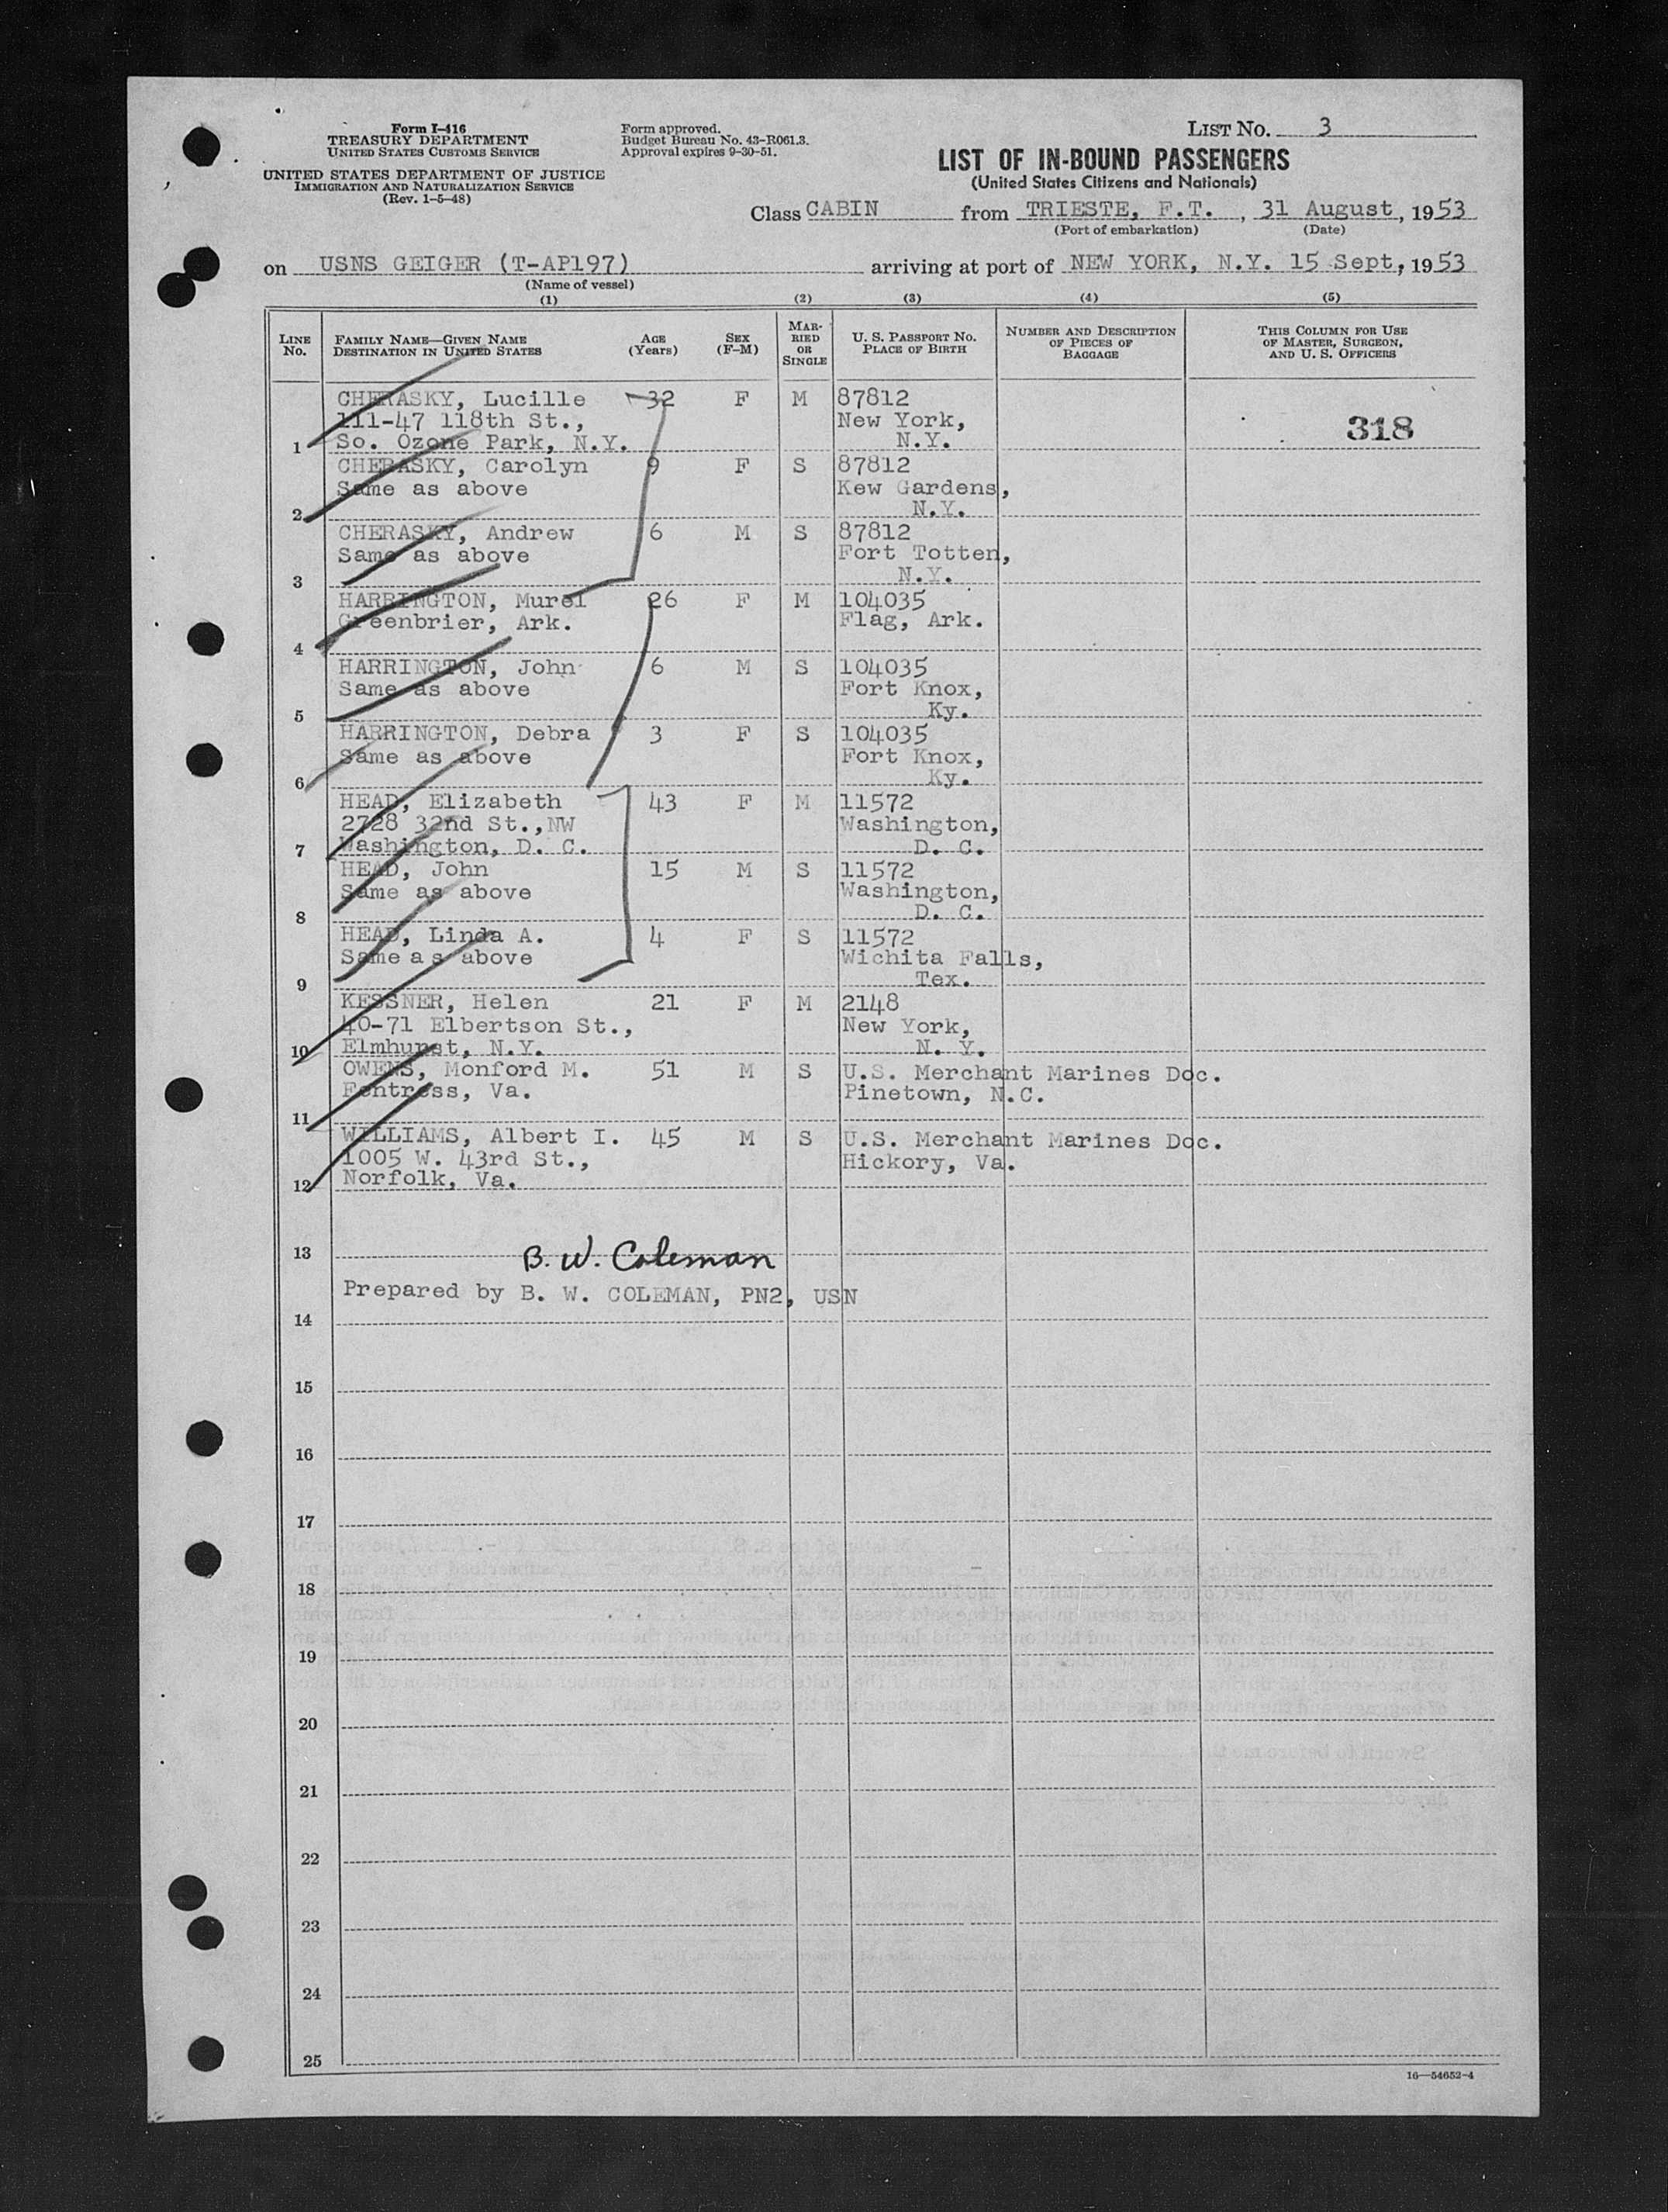 Form I-416
TREASURY DEPARTMENT
UNITED STATES CUSTOMS SERVICE
UNITED STATES DEPARTMENT OF JUSTICE
IMMIGRATION AND NATURALIZATION SERVICE
(Rev. 1-5-48)
Form approved.
Budget Bureau No. 43-R061.3.
Approval expires 9-30-51.
LIST NO. 3
LIST OF IN-BOUND PASSENGERS
(United States Citizens and Nationals)
Class CABIN from TRIESTE, F.T., 31 August, 1953
(Port of embarkation) (Date)
on USNS GEIGER (T-AP197) arriving at port of NEW YORK, N.Y. 15 Sept, 1953
(Name of vessel)
(1) (2) (3) (4) (5)
LINE No. FAMILY NAME—GIVEN NAME DESTINATION IN UNITED STATES AGE (Years) SEX (F-M) MARRIED OR SINGLE U. S. PASSPORT NO. PLACE OF BIRTH NUMBER AND DESCRIPTION OF PIECES OF BAGGAGE THIS COLUMN FOR USE OF MASTER, SURGEON, AND U. S. OFFICERS
CHERASKY, Lucille 32 F M 87812
111-47 118th St., New York, 318
1 So. Ozone Park, N.Y. N.Y.
CHERASKY, Carolyn 9 F S 87812
Same as above Kew Gardens,
2 N.Y.
CHERASKY, Andrew 6 M S 87812
Same as above Fort Totten,
3 N.Y.
HARRINGTON, Murel 26 F M 104035
Greenbrier, Ark. Flag, Ark.
4
HARRINGTON, John 6 M S 104035
Same as above Fort Knox,
5 Ky.
HARRINGTON, Debra 3 F S 104035
Same as above Fort Knox,
6 Ky.
HEAD, Elizabeth 43 F M 11572
2728 32nd St.,NW Washington,
7 Washington, D. C. D. C.
HEAD, John 15 M S 11572
Same as above Washington,
8 D. C.
HEAD, Linda A. 4 F S 11572
Same as above Wichita Falls,
9 Tex.
KESSNER, Helen 21 F M 2148
40-71 Elbertson St., New York,
10 Elmhurst, N.Y. N. Y.
OWENS, Monford M. 51 M S U.S. Merchant Marines Doc.
Fentress, Va. Pinetown, N.C.
11
WILLIAMS, Albert I. 45 M S U.S. Merchant Marines Doc.
1005 W. 43rd St., Hickory, Va.
12 Norfolk, Va.
13 B. W. Coleman
Prepared by B. W. COLEMAN, PN2, USN
14
15
16
17
18
19
20
21
22
23
24
25
16—54652-4